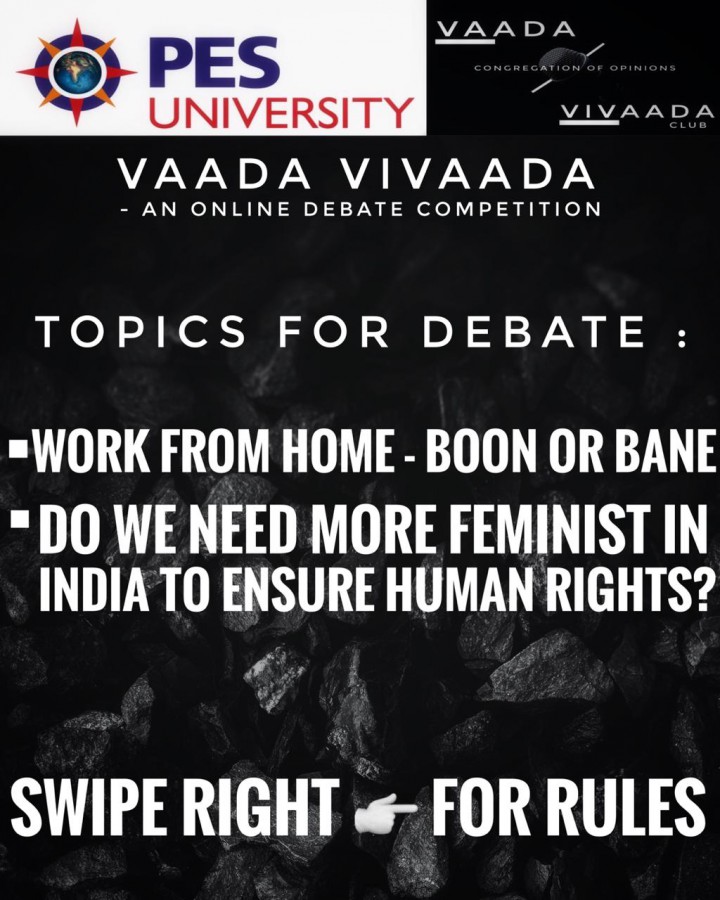 PES
UNIVERSITY
VAADA
CONGREGATION OF OPINIONS
VIVAADA
CLUB
VAADA VIVAADA
- AN ONLINE DEBATE COMPETITION
TOPICS FOR DEBATE :
▪WORK FROM HOME - BOON OR BANE
▪DO WE NEED MORE FEMINIST IN
INDIA TO ENSURE HUMAN RIGHTS?
SWIPE RIGHT 👉 FOR RULES